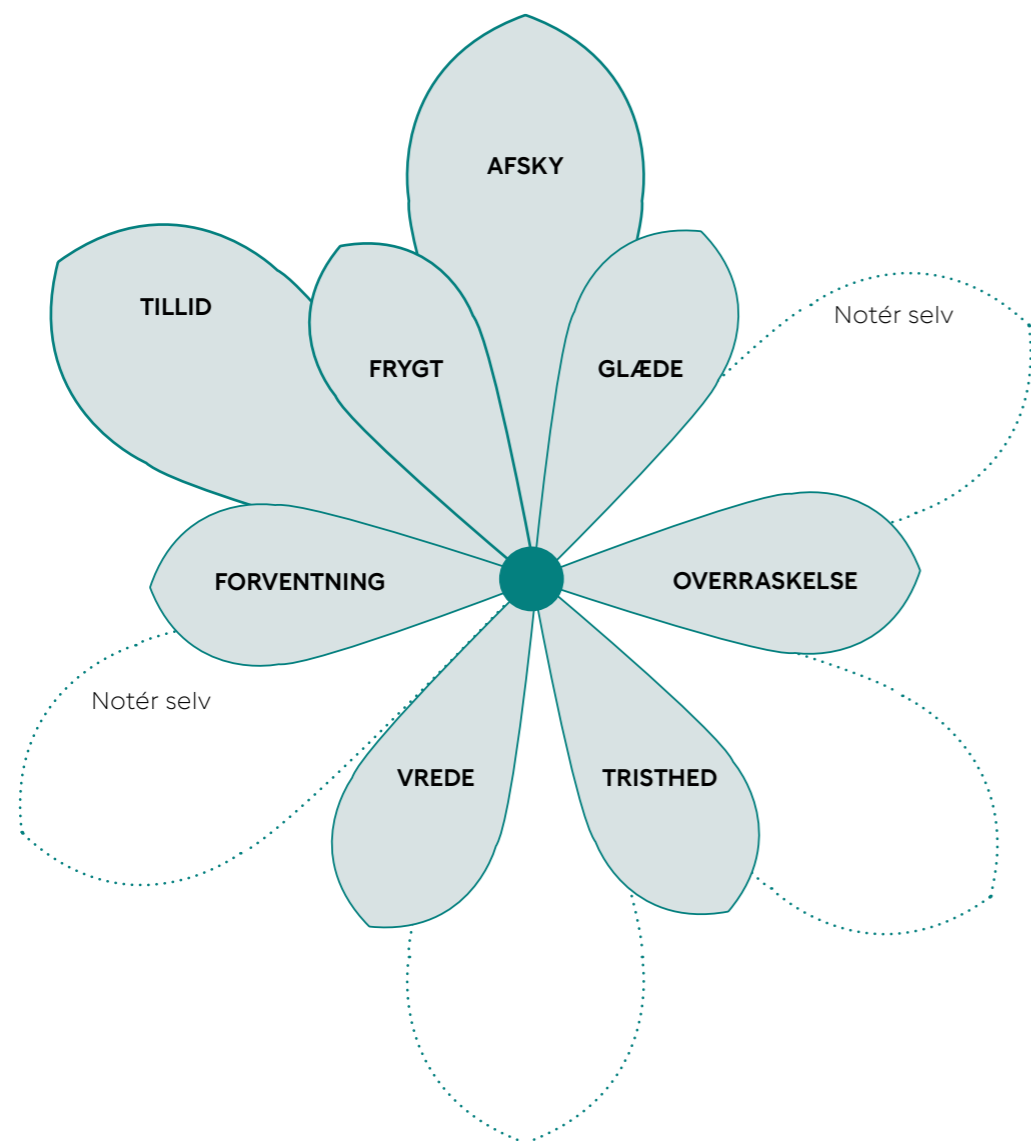 AFSKY
TILLID
Notér selv
FRYGT
GLÆDE
FORVENTNING
OVERRASKELSE
Notér selv
VREDE
TRISTHED